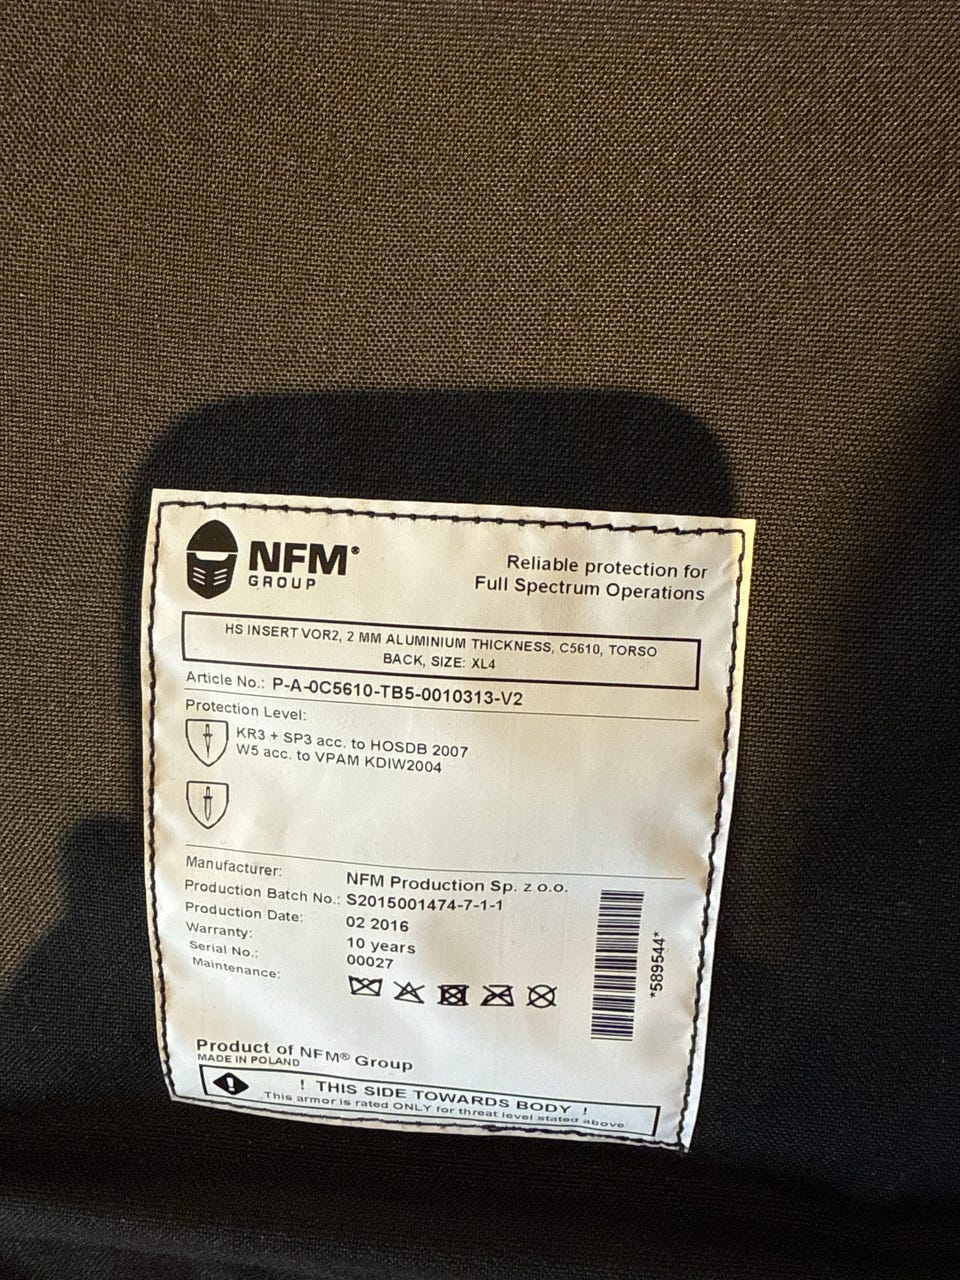 NFM®
GROUP
Reliable protection for
Full Spectrum Operations
HS INSERT VOR2, 2 MM ALUMINIUM THICKNESS, C5610, TORSO
BACK, SIZE: XL4
Article No.: P-A-0C5610-TB5-0010313-V2
Protection Level:
KR3 + SP3 acc. to HOSDB 2007
W5 acc. to VPAM KDIW2004
Manufacturer: NFM Production Sp. z o.o.
Production Batch No.: S2015001474-7-1-1
Production Date: 02 2016
Warranty: 10 years
Serial No.: 00027
Maintenance:
*589544*
Product of NFM® Group
MADE IN POLAND
! THIS SIDE TOWARDS BODY !
This armor is rated ONLY for threat level stated above